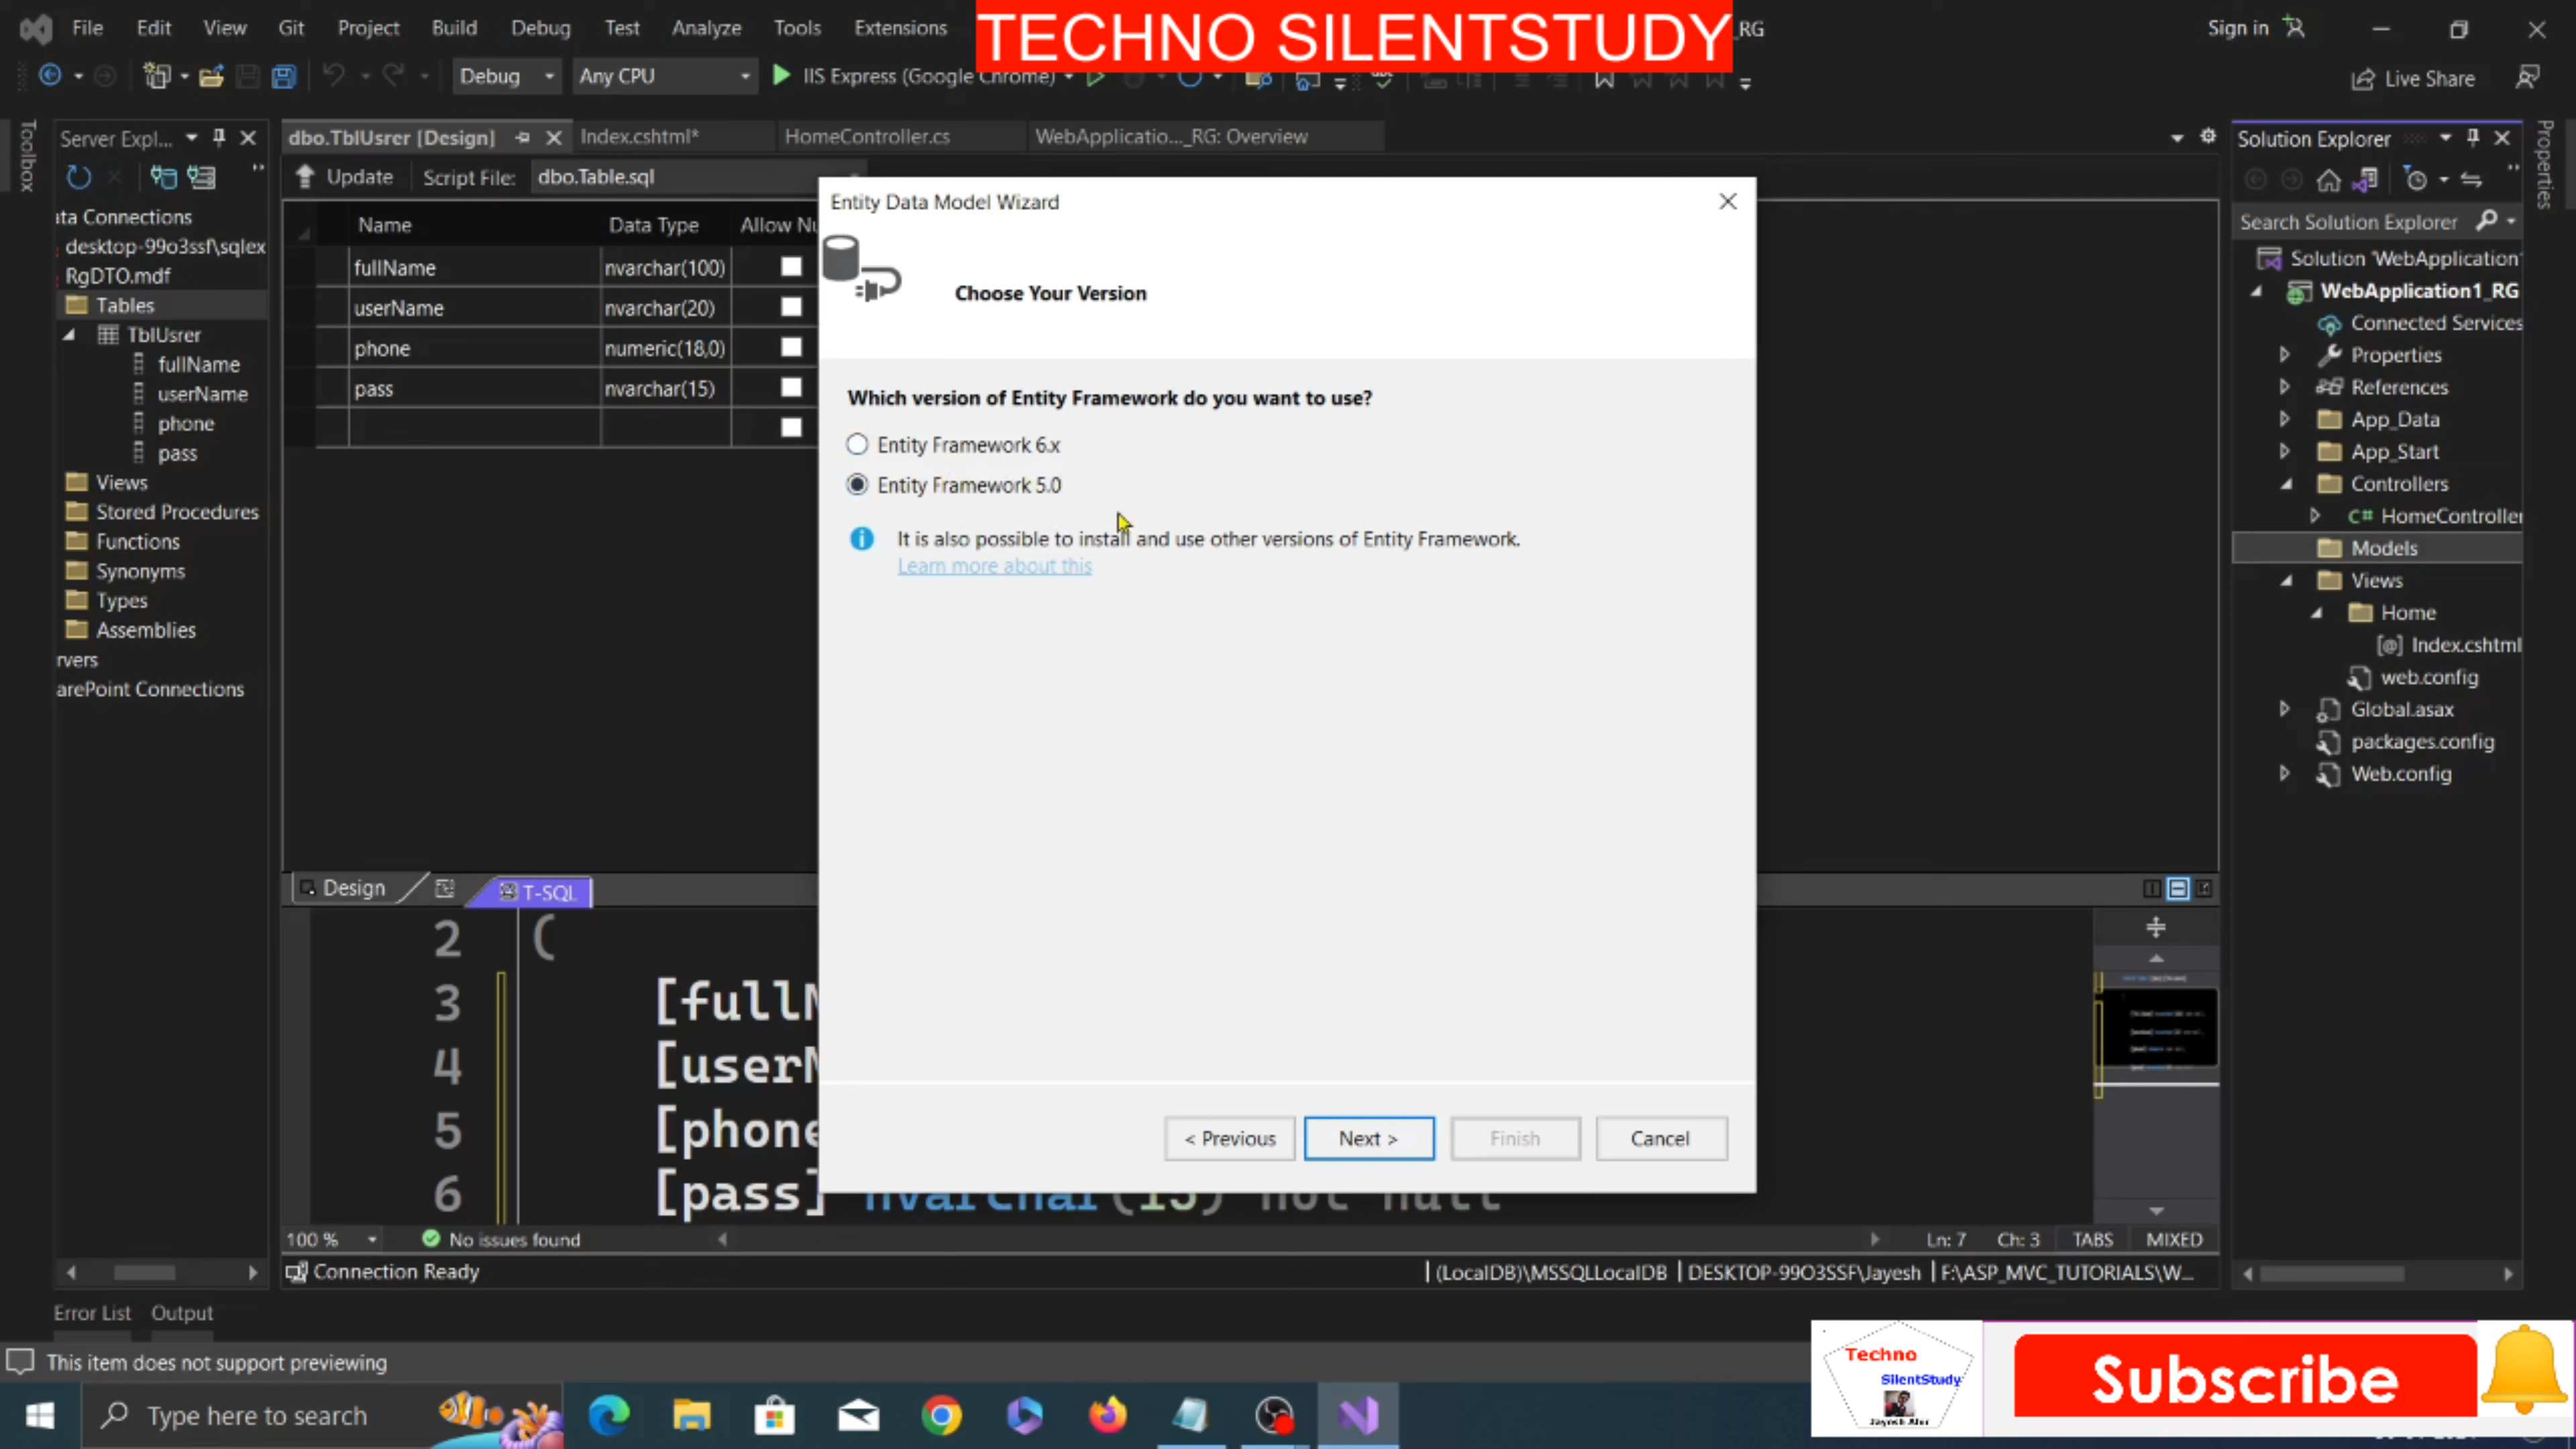 File Edit View Git Project Build Debug Test Analyze Tools Extensions
TECHNO SILENTSTUDY
_RG
Sign in
Debug
Any CPU
IIS Express (Google Chrome)
Live Share
Toolbox
Server Expl...
dbo.TblUsrer [Design]
Index.cshtml*
HomeController.cs
WebApplicatio..._RG: Overview
Solution Explorer
Properties
Update
Script File:
dbo.Table.sql
ata Connections
desktop-99o3ssf\sqlex
RgDTO.mdf
Tables
TblUsrer
fullName
userName
phone
pass
Views
Stored Procedures
Functions
Synonyms
Types
Assemblies
rvers
arePoint Connections
Name Data Type Allow Nu
fullName nvarchar(100)
userName nvarchar(20)
phone numeric(18,0)
pass nvarchar(15)
Entity Data Model Wizard
Choose Your Version
Which version of Entity Framework do you want to use?
Entity Framework 6.x
Entity Framework 5.0
It is also possible to install and use other versions of Entity Framework.
Learn more about this
< Previous
Next >
Finish
Cancel
Search Solution Explorer
Solution 'WebApplication1
WebApplication1_RG
Connected Services
Properties
References
App_Data
App_Start
Controllers
C# HomeController
Models
Views
Home
Index.cshtml
web.config
Global.asax
packages.config
Web.config
Design
T-SQL
2 (
3 [fullN
4 [userN
5 [phone
6 [pass] nvarchar(15) not null
100 %
No issues found
Ln: 7 Ch: 3 TABS MIXED
Connection Ready
(LocalDB)\MSSQLLocalDB
DESKTOP-99O3SSF\Jayesh
F:\ASP_MVC_TUTORIALS\W...
Error List Output
This item does not support previewing
Type here to search
Techno
SilentStudy
Subscribe